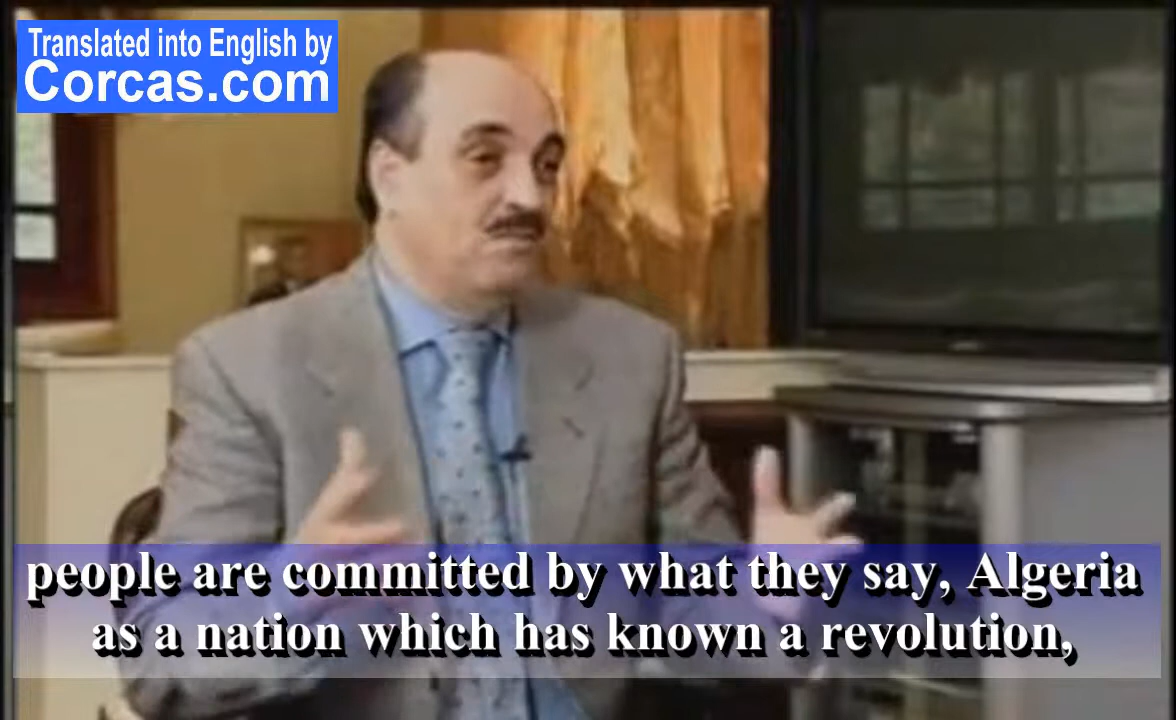 Translated into English by
Corcas.com
people are committed by what they say, Algeria
as a nation which has known a revolution,